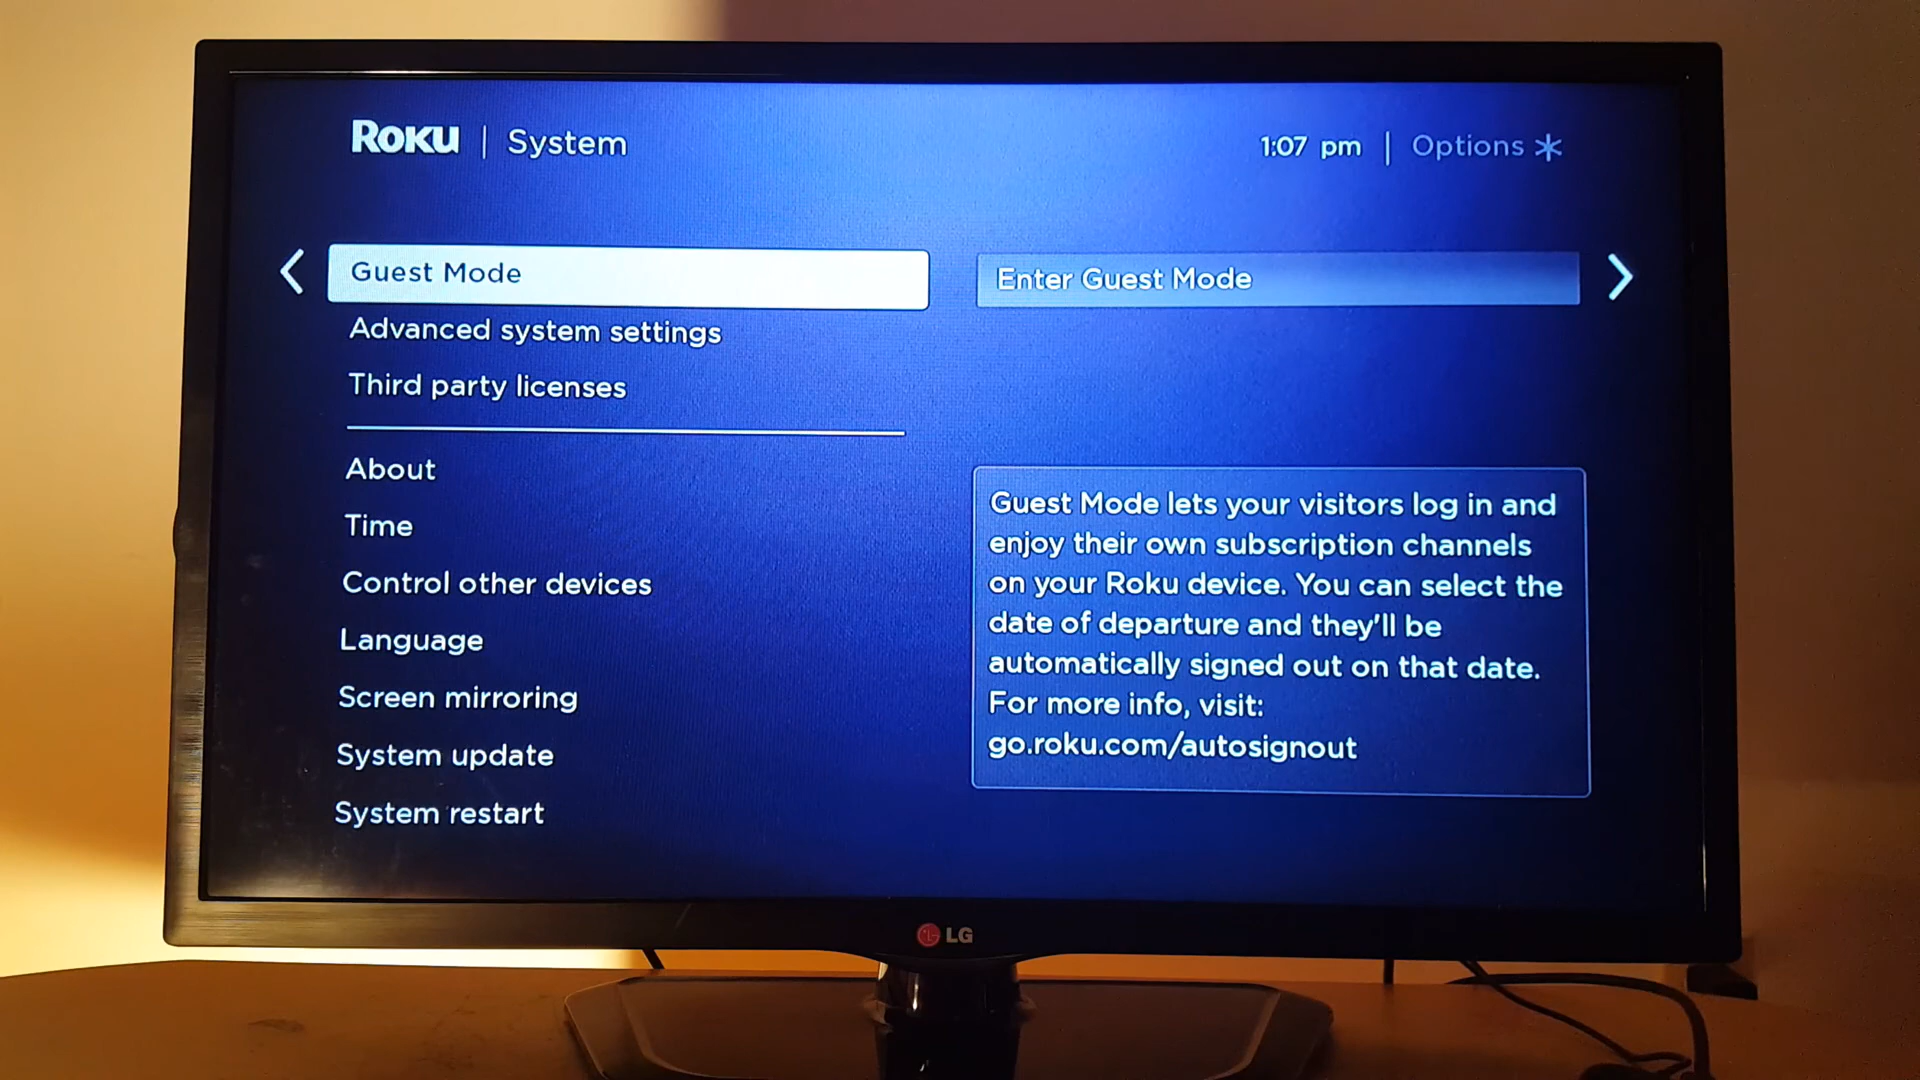 Roku | System
1:07 pm | Options *
Guest Mode
Enter Guest Mode
Advanced system settings
Third party licenses
About
Time
Control other devices
Language
Screen mirroring
System update
System restart
Guest Mode lets your visitors log in and
enjoy their own subscription channels
on your Roku device. You can select the
date of departure and they'll be
automatically signed out on that date.
For more info, visit:
go.roku.com/autosignout
LG